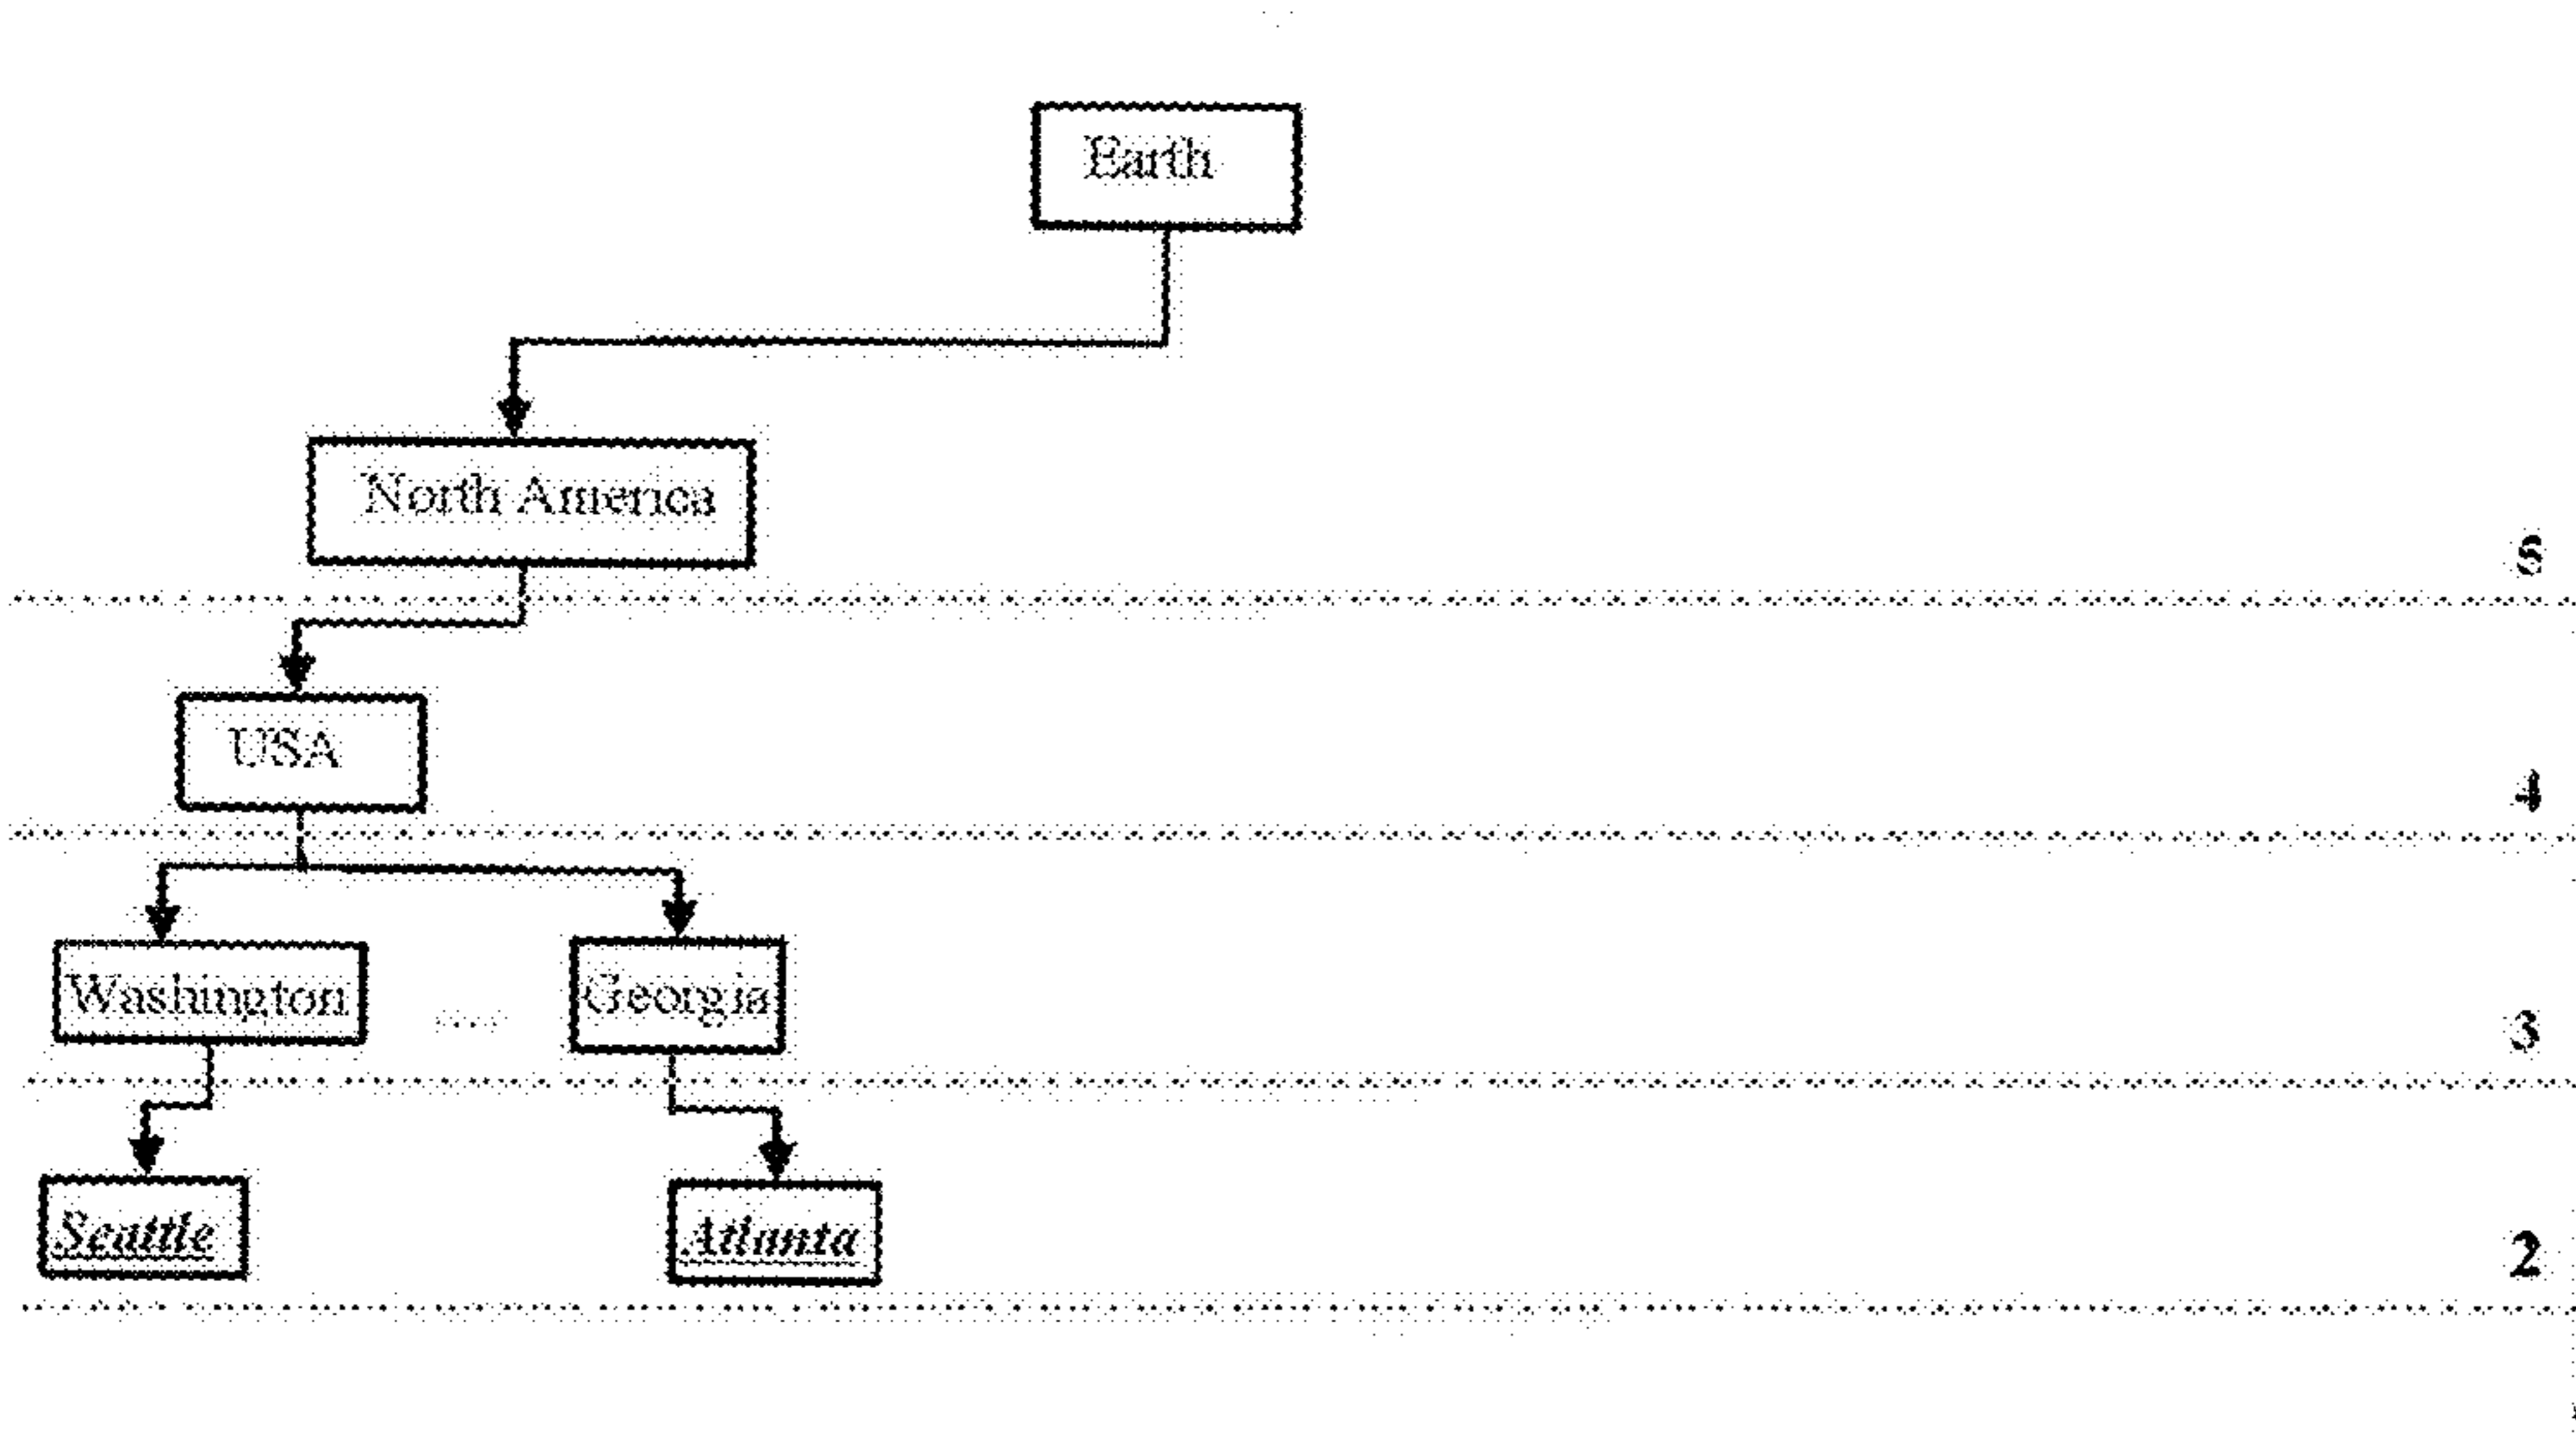 Earth
North America
5
USA
4
Washington .... Georgia
3
Seattle Atlanta
2